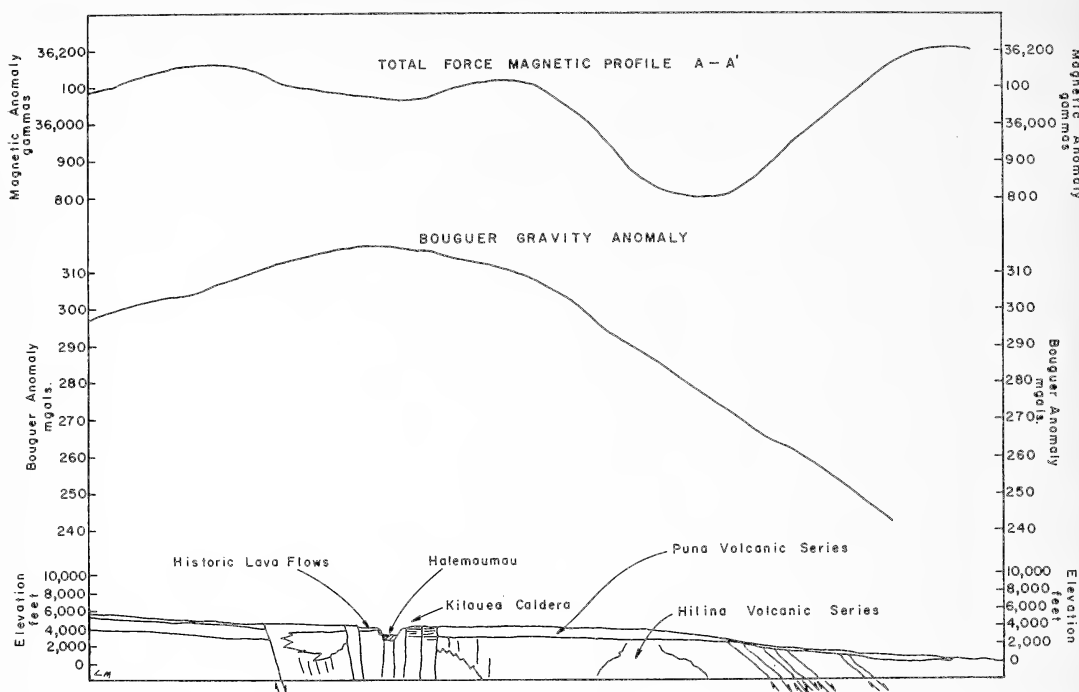 TOTAL FORCE MAGNETIC PROFILE A-A'
Magnetic Anomaly
gammas
36,200
100
36,000
900
800
36,200
100
36,000
900
800
Magnetic Anomaly
gammas
BOUGUER GRAVITY ANOMALY
Bouguer Anomaly
mgals.
310
300
290
280
270
260
250
240
310
300
290
280
270
260
250
240
Bouguer Anomaly
mgals.
Historic Lava Flows
Halemaumau
Kilauea Caldera
Puna Volcanic Series
Hilina Volcanic Series
Elevation
feet
10,000
8,000
6,000
4,000
2,000
0
10,000
8,000
6,000
4,000
2,000
0
Elevation
feet